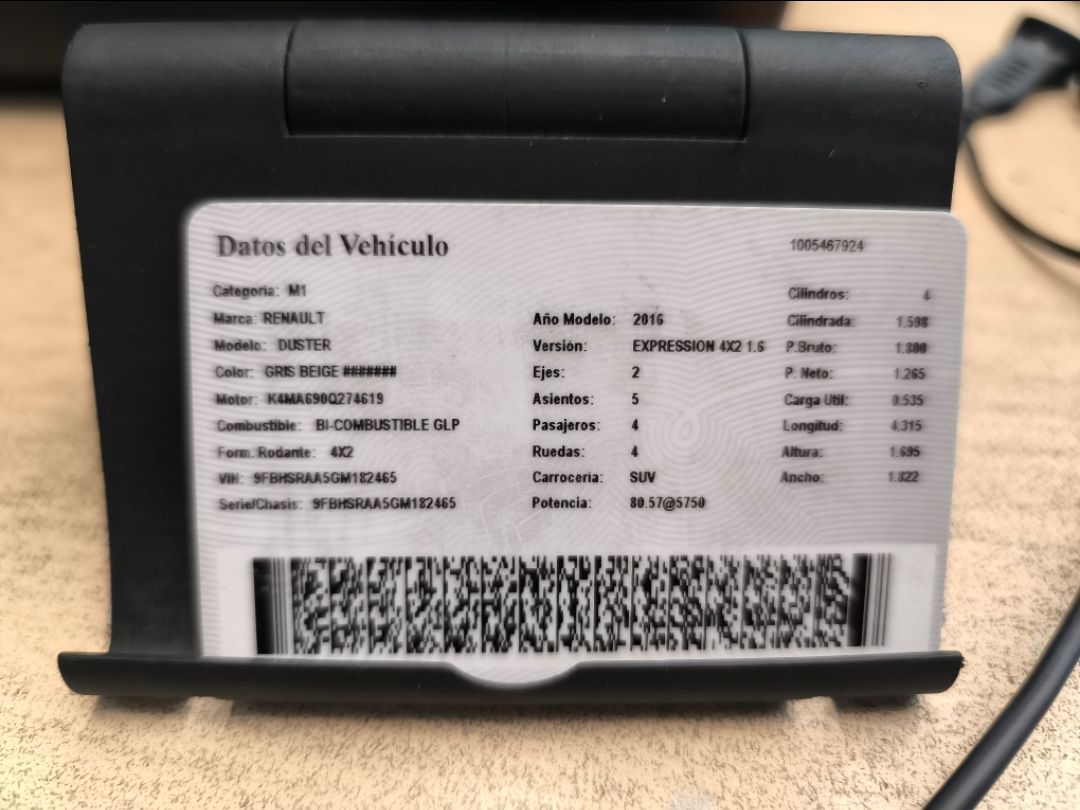 Datos del Vehículo
1005467924
Categoria: M1
Marca: RENAULT
Modelo: DUSTER
Color: GRIS BEIGE #######
Motor: K4MA690Q274619
Combustible: BI-COMBUSTIBLE GLP
Form. Rodante: 4X2
VIN: 9FBHSRAA5GM182465
Serie/Chasis: 9FBHSRAA5GM182465
Año Modelo: 2016
Versión: EXPRESSION 4X2 1.6
Ejes: 2
Asientos: 5
Pasajeros: 4
Ruedas: 4
Carroceria: SUV
Potencia: 80.57@5750
Cilindros: 4
Cilindrada: 1.598
P.Bruto: 1.800
P. Neto: 1.265
Carga Util: 0.535
Longitud: 4.315
Altura: 1.695
Ancho: 1.822